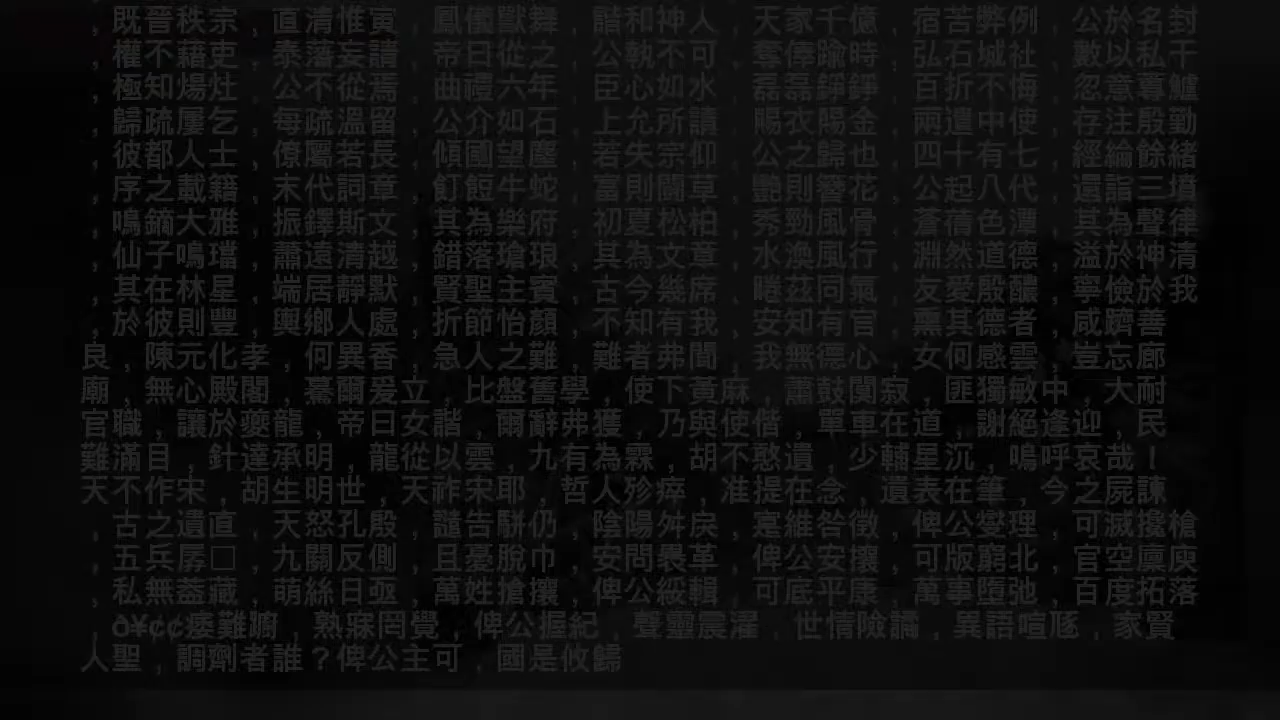 ，既晉秩宗，直清惟寅，鳳儀獸舞，諧和神人，天家千億，宿苦弊例，公於名封
，權不藉吏，泰藩妄請，帝曰從之，公執不可，奪俸踰時，弘石城社，數以私干
，極知煬灶，公不從焉，曲禮六年，臣心如水，磊磊錚錚，百折不悔，忽意蓴鱸
，歸疏屢乞，每疏溫留，公介如石，上允所請，賜衣賜金，兩遣中使，存注殷勤
，彼都人士，僚屬若長，傾國望塵，若失宗仰，公之歸也，四十有七，經綸餘緒
，序之載籍，末代詞章，飣餖牛蛇，富則鬪草，艷則簪花，公起八代，還詣三墳
，鳴鏑大雅，振鐸斯文，其為樂府，初夏松柏，秀勁風骨，蒼蒨色澤，其為聲律
，仙子鳴璫，蕭遠清越，錯落瑲琅，其為文章，水渙風行，淵然道德，溢於神清
，其在林星，端居靜默，賢聖主賓，古今幾席，睠茲同氣，友愛殷醲，寧儉於我
，於彼則豐，輿鄉人處，折節怡顏，不知有我，安知有官，薰其德者，咸躋善
良，陳元化孝，何異香，急人之難，難者弗聞，我無德心，女何感雲，豈忘廊
廟，無心殿閣，驀爾爰立，比盤舊學，使下黃麻，蕭鼓闃寂，匪獨敏中，大耐
官職，讓於夔龍，帝曰女諧，爾辭弗獲，乃與使偕，單車在道，謝絕逢迎，民
難滿目，針達承明，龍從以雲，九有為霖，胡不憗遺，少輔星沉，嗚呼哀哉！
天不作宋，胡生明世，天祚宋耶，哲人殄瘁，准提在念，遺表在筆，今之屍諫
，古之遺直，天怒孔殷，譴告駢仍，陰陽舛戾，寔維咎徵，俾公燮理，可滅攙槍
，五兵孱□，九關反側，且憂脫巾，安問裹革，俾公安攘，可版窮北，官空廩庾
，私無蓋藏，萌絲日亟，萬姓搶攘，俾公綏輯，可底平康，萬事墮弛，百度拓落
，ð¥¢¢痿難，熟寐罔覺，俾公握紀，聲靈震濯，世情險譎，異語喧豗，家賢
人聖，調劑者誰？俾公主可，國是攸歸